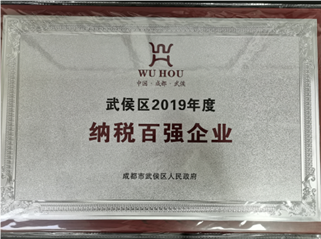 WU HOU
中国·成都·武侯
武侯区2019年度
纳税百强企业
成都市武侯区人民政府